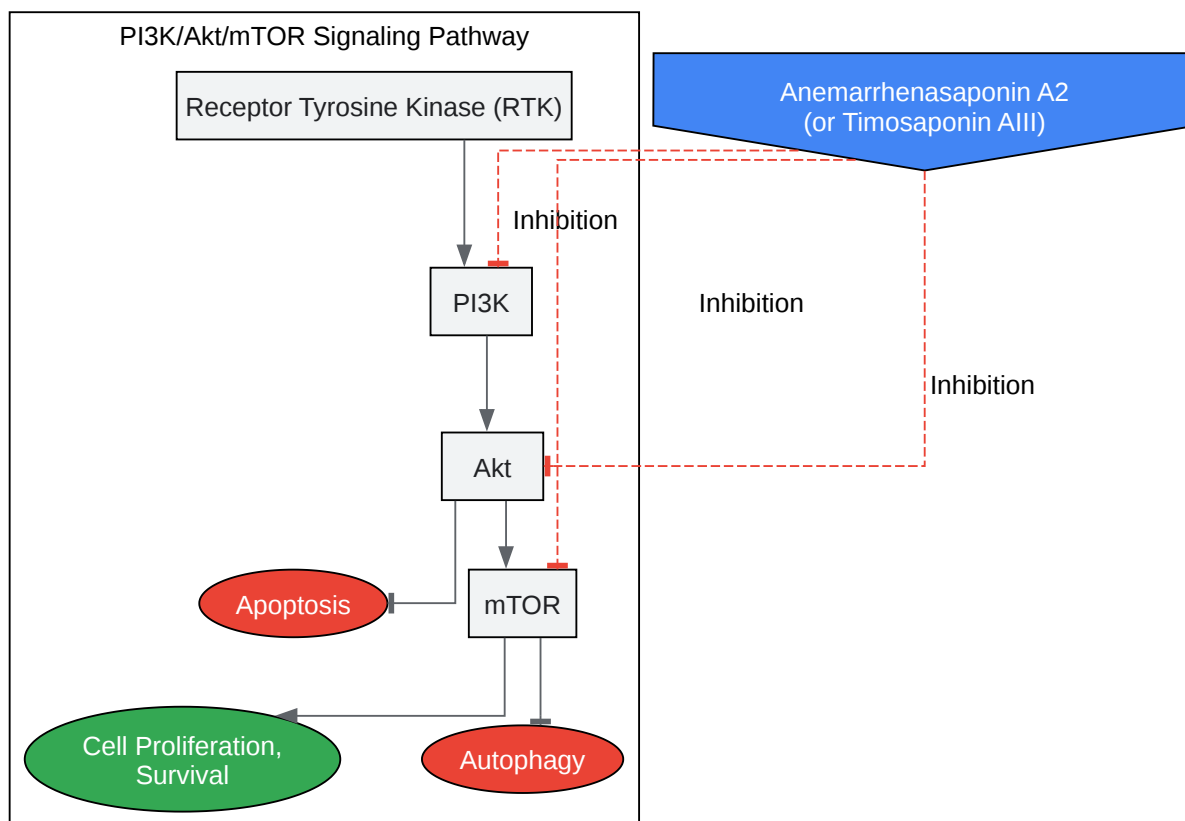 PI3K/Akt/mTOR Signaling Pathway
Receptor Tyrosine Kinase (RTK)
Anemarrhenasaponin A2
(or Timosaponin AIII)
Inhibition
PI3K
Inhibition
Inhibition
Akt
Apoptosis
mTOR
Cell Proliferation,
Survival
Autophagy